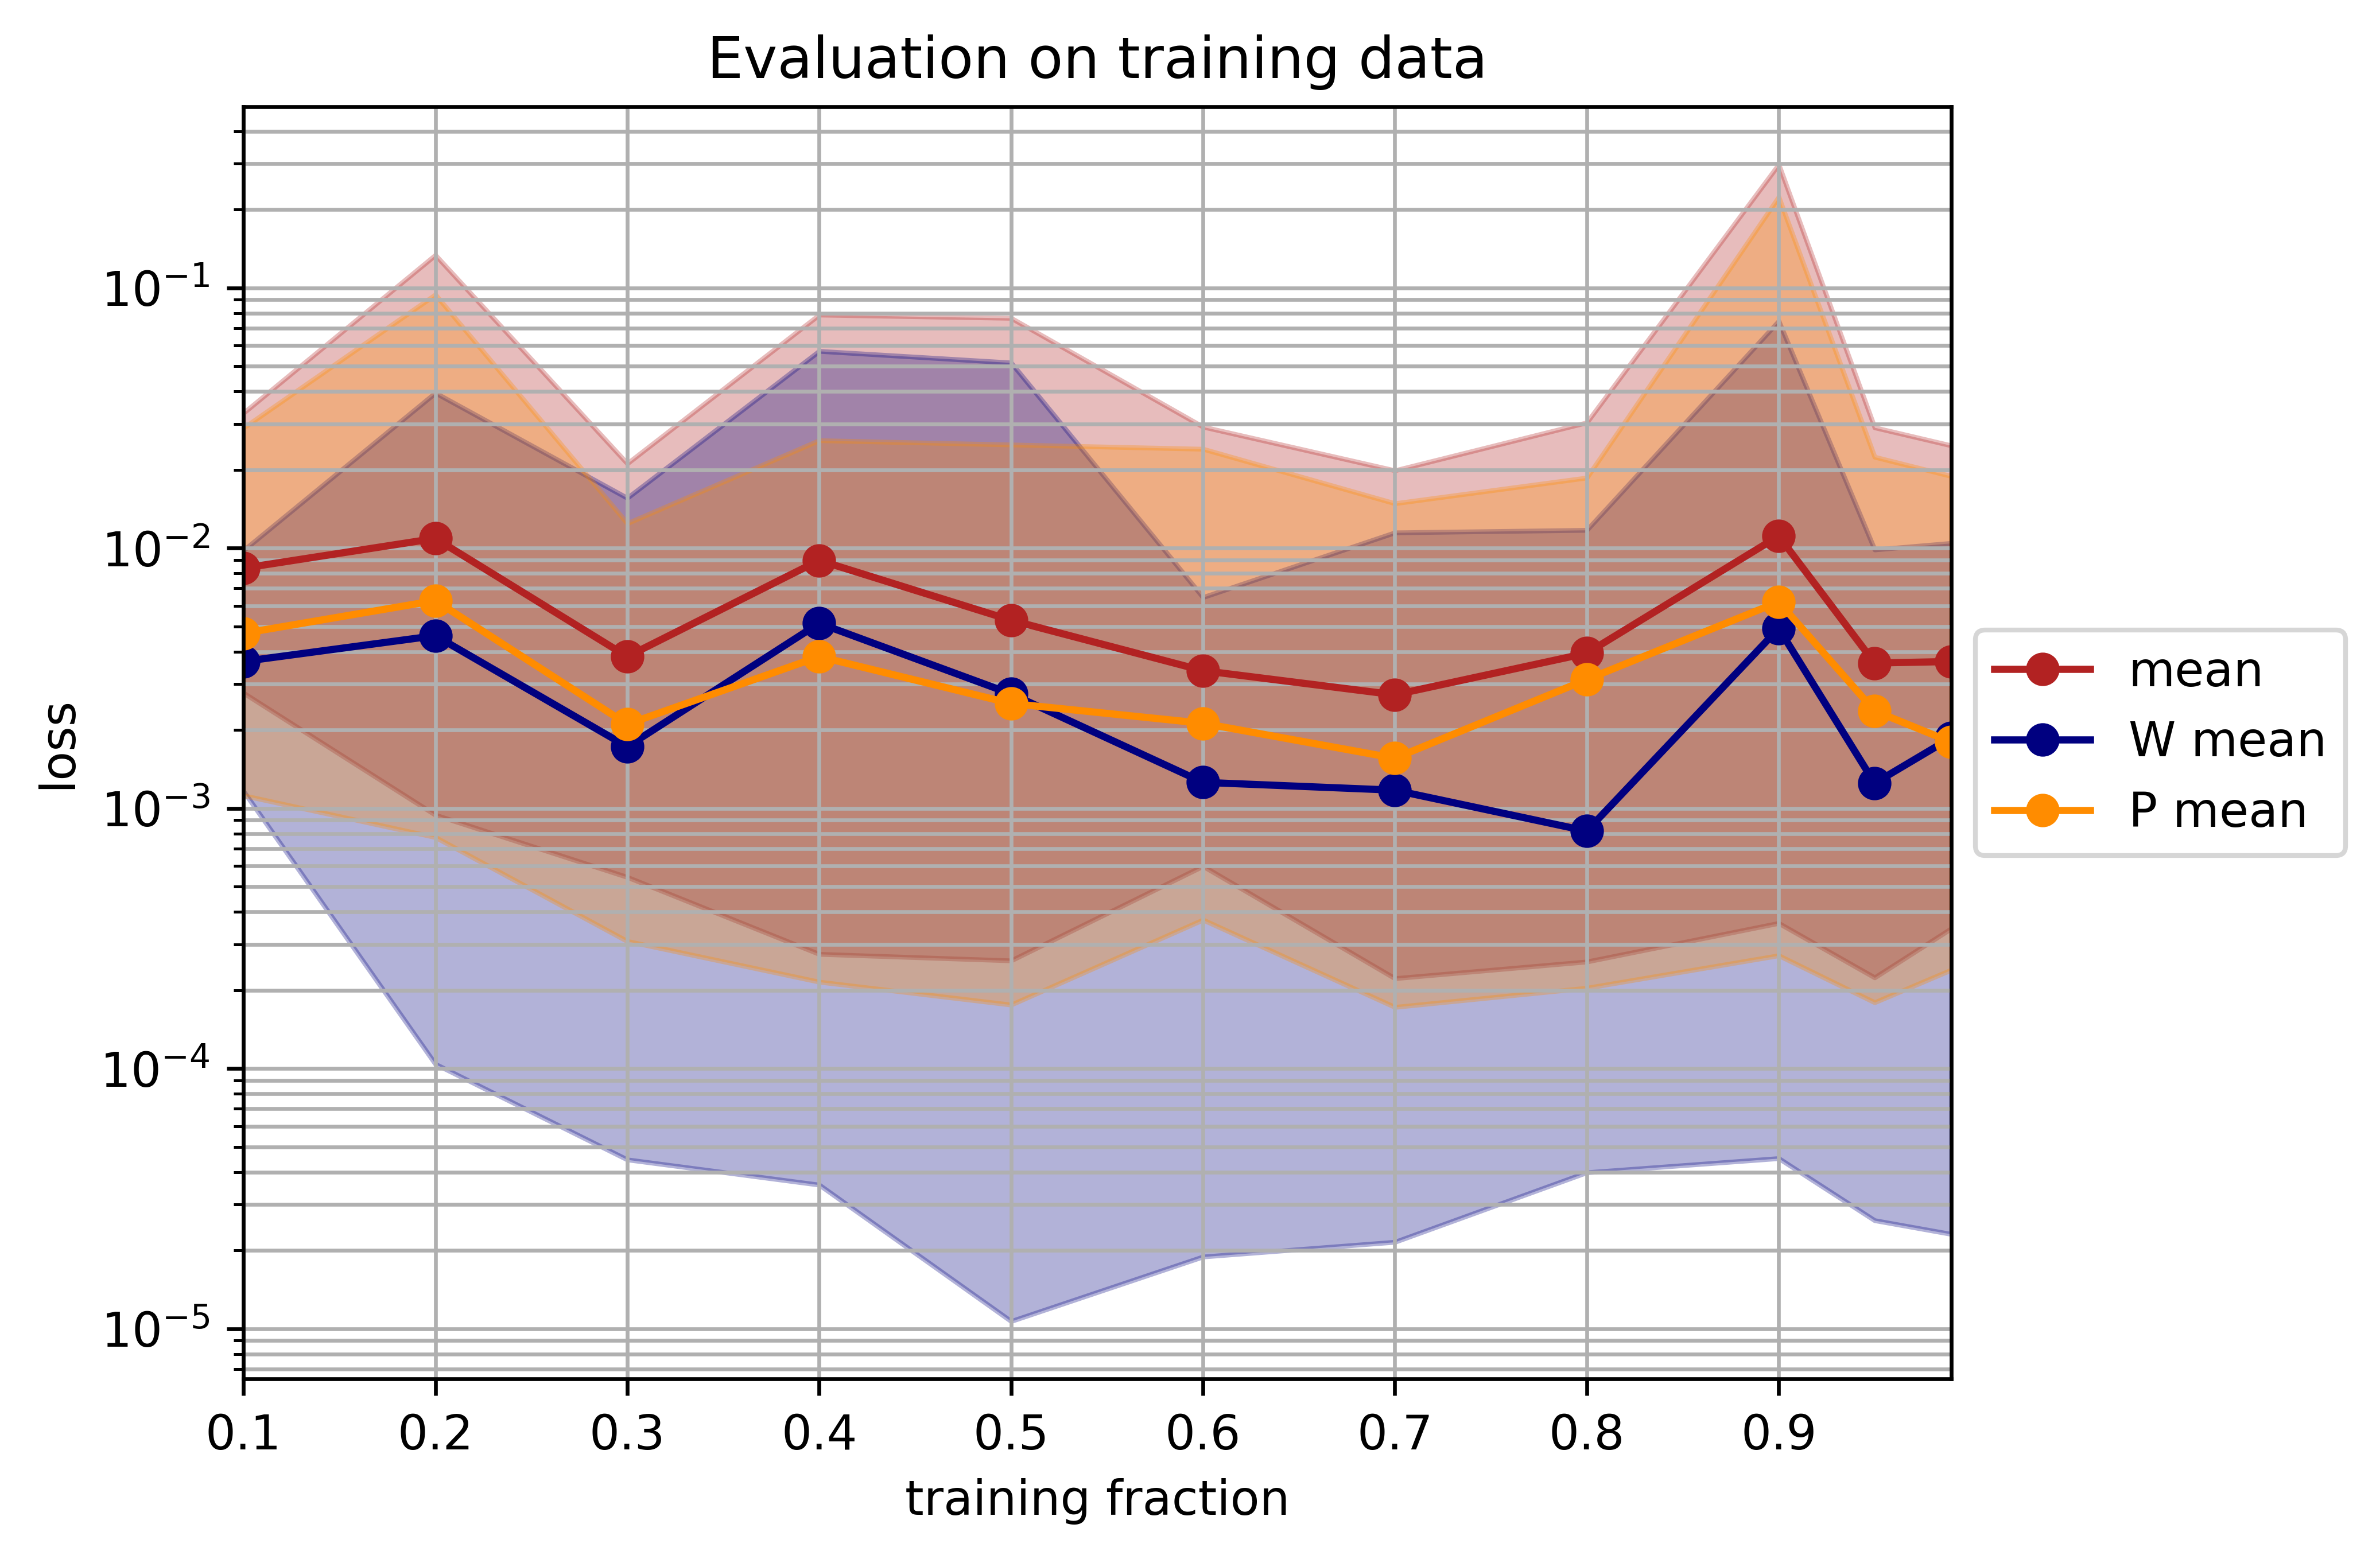 Evaluation on training data
10⁻¹
10⁻²
10⁻³
10⁻⁴
10⁻⁵
loss
0.1 0.2 0.3 0.4 0.5 0.6 0.7 0.8 0.9
training fraction
mean
W mean
P mean